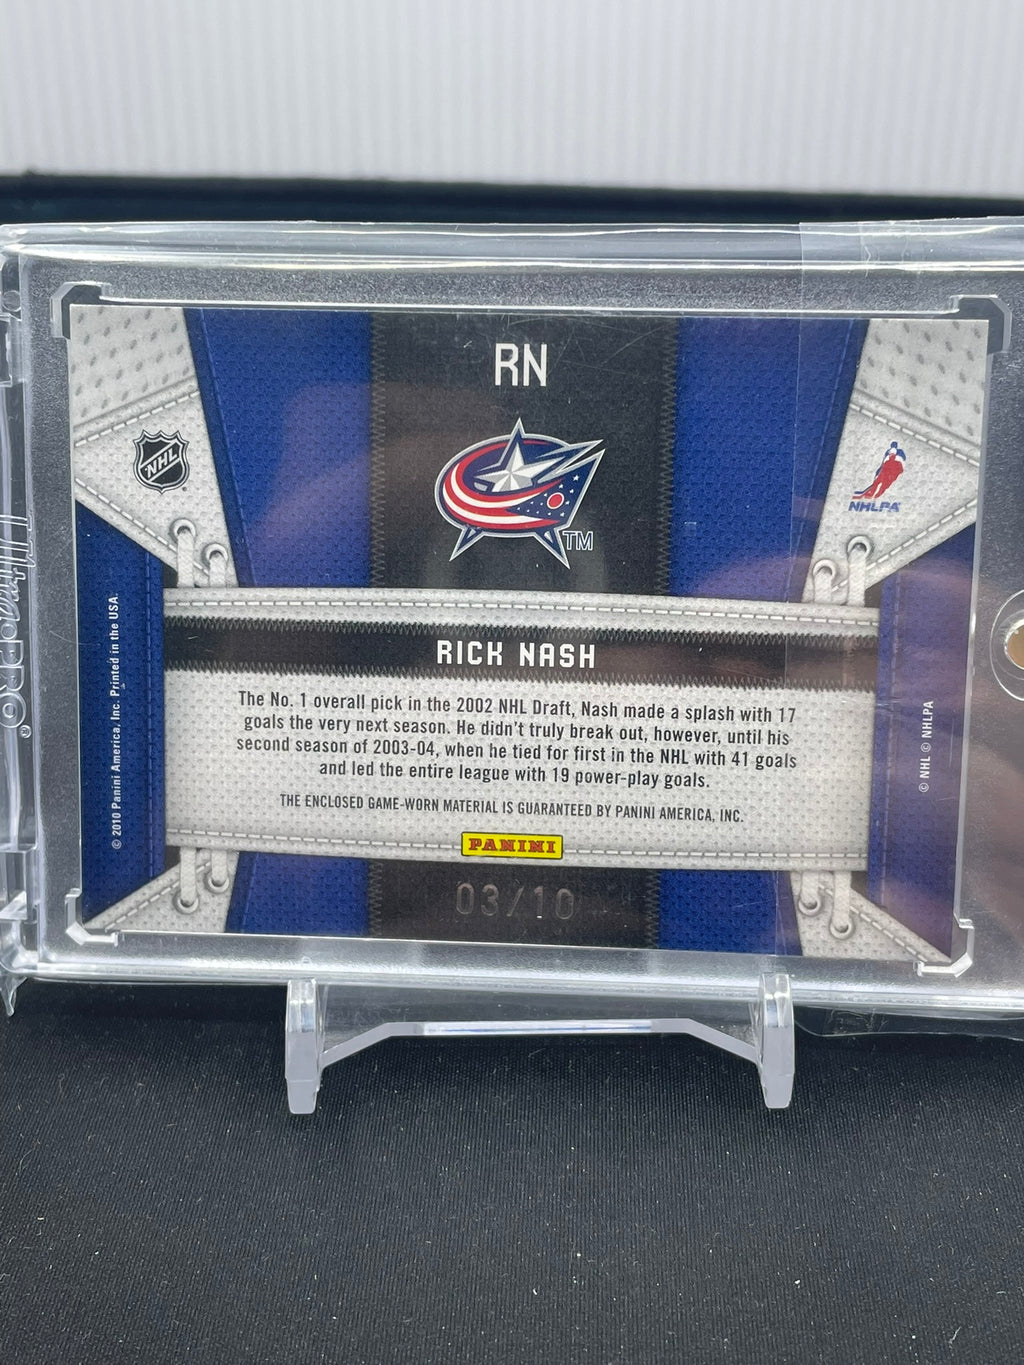 RN
NHL
NHLPA
TM
RICK NASH
The No. 1 overall pick in the 2002 NHL Draft, Nash made a splash with 17
goals the very next season. He didn't truly break out, however, until his
second season of 2003-04, when he tied for first in the NHL with 41 goals
and led the entire league with 19 power-play goals.
THE ENCLOSED GAME-WORN MATERIAL IS GUARANTEED BY PANINI AMERICA, INC.
PANINI
03/10
© 2010 Panini America, Inc. Printed in the USA.
© NHL © NHLPA